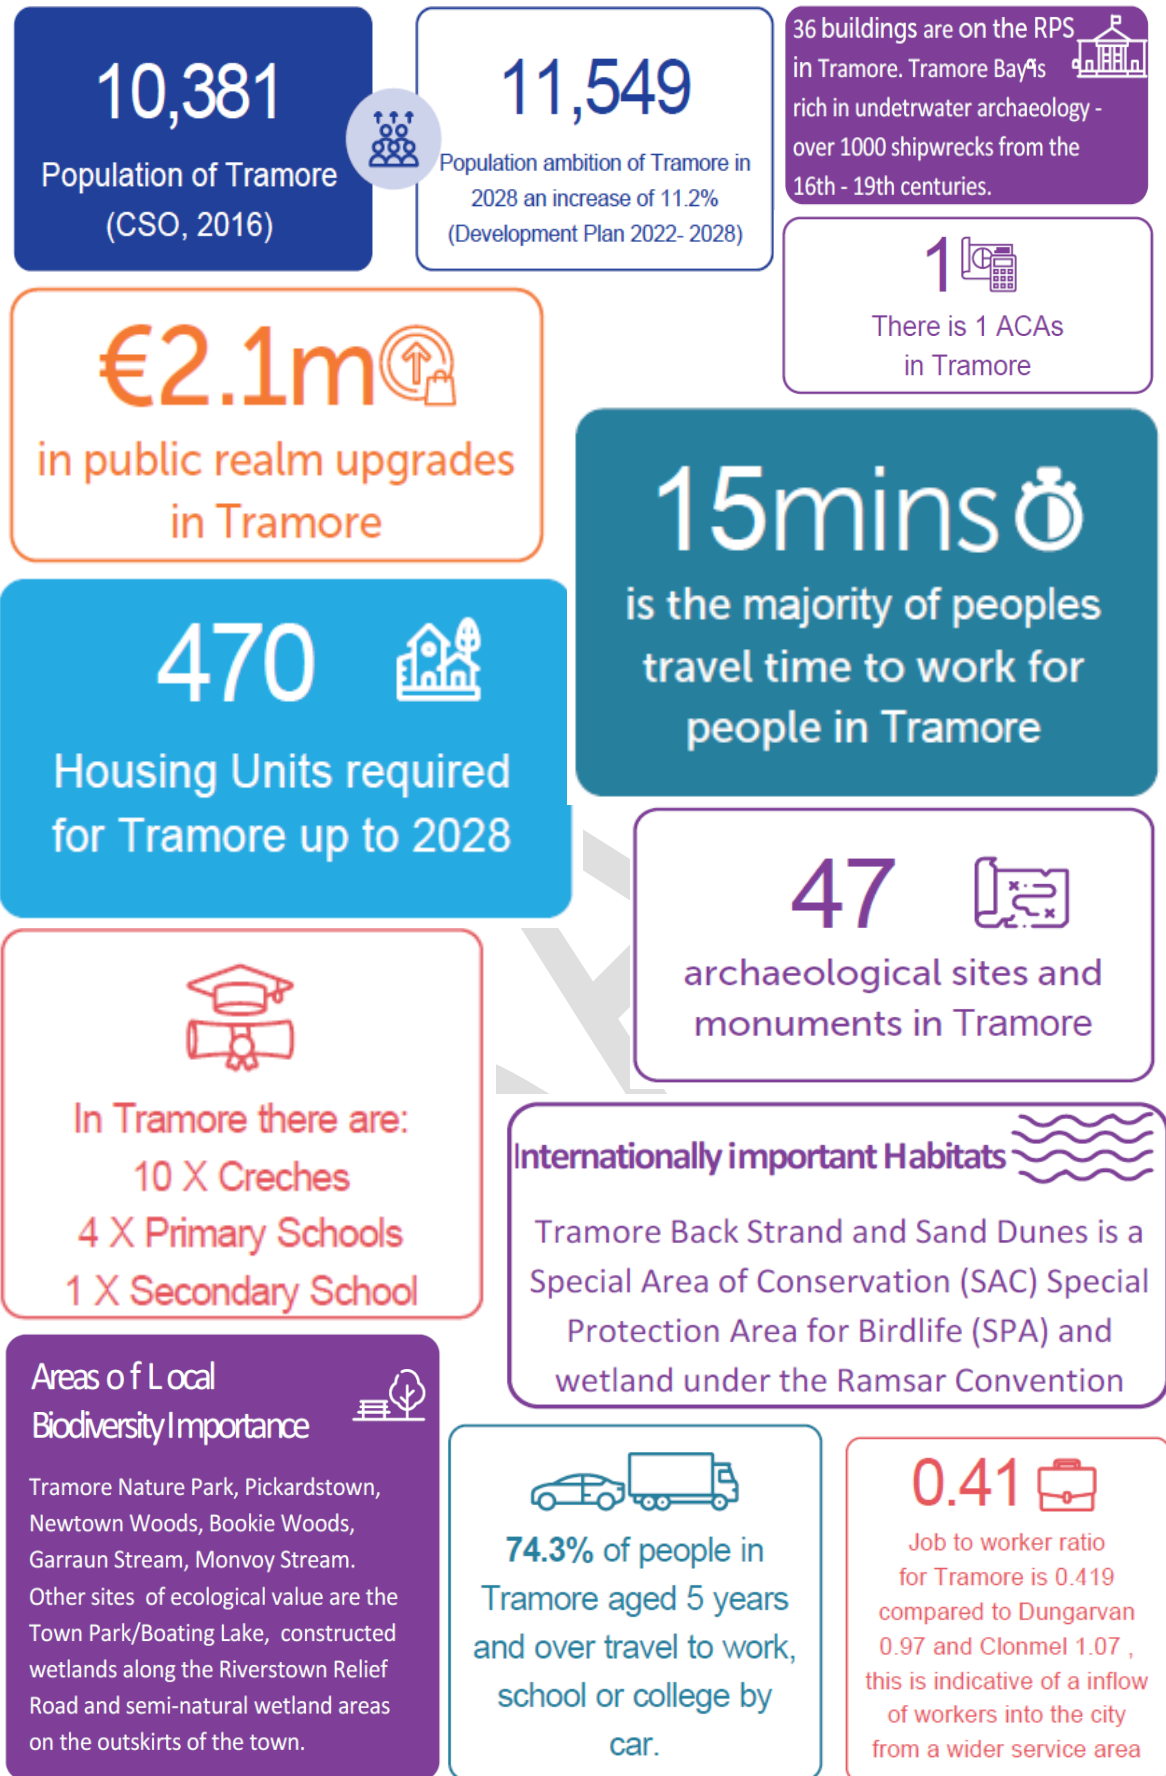 10,381
Population of Tramore
(CSO, 2016)
11,549
Population ambition of Tramore in
2028 an increase of 11.2%
(Development Plan 2022- 2028)
36 buildings are on the RPS
in Tramore. Tramore Bay is
rich in undetrwater archaeology -
over 1000 shipwrecks from the
16th - 19th centuries.
1
There is 1 ACAs
in Tramore
€2.1m
in public realm upgrades
in Tramore
15mins
is the majority of peoples
travel time to work for
people in Tramore
470
Housing Units required
for Tramore up to 2028
47
archaeological sites and
monuments in Tramore
In Tramore there are:
10 X Creches
4 X Primary Schools
1 X Secondary School
Internationally important Habitats
Tramore Back Strand and Sand Dunes is a
Special Area of Conservation (SAC) Special
Protection Area for Birdlife (SPA) and
wetland under the Ramsar Convention
Areas of Local
Biodiversity Importance
Tramore Nature Park, Pickardstown,
Newtown Woods, Bookie Woods,
Garraun Stream, Monvoy Stream.
Other sites of ecological value are the
Town Park/Boating Lake, constructed
wetlands along the Riverstown Relief
Road and semi-natural wetland areas
on the outskirts of the town.
74.3% of people in
Tramore aged 5 years
and over travel to work,
school or college by
car.
0.41
Job to worker ratio
for Tramore is 0.419
compared to Dungarvan
0.97 and Clonmel 1.07 ,
this is indicative of a inflow
of workers into the city
from a wider service area